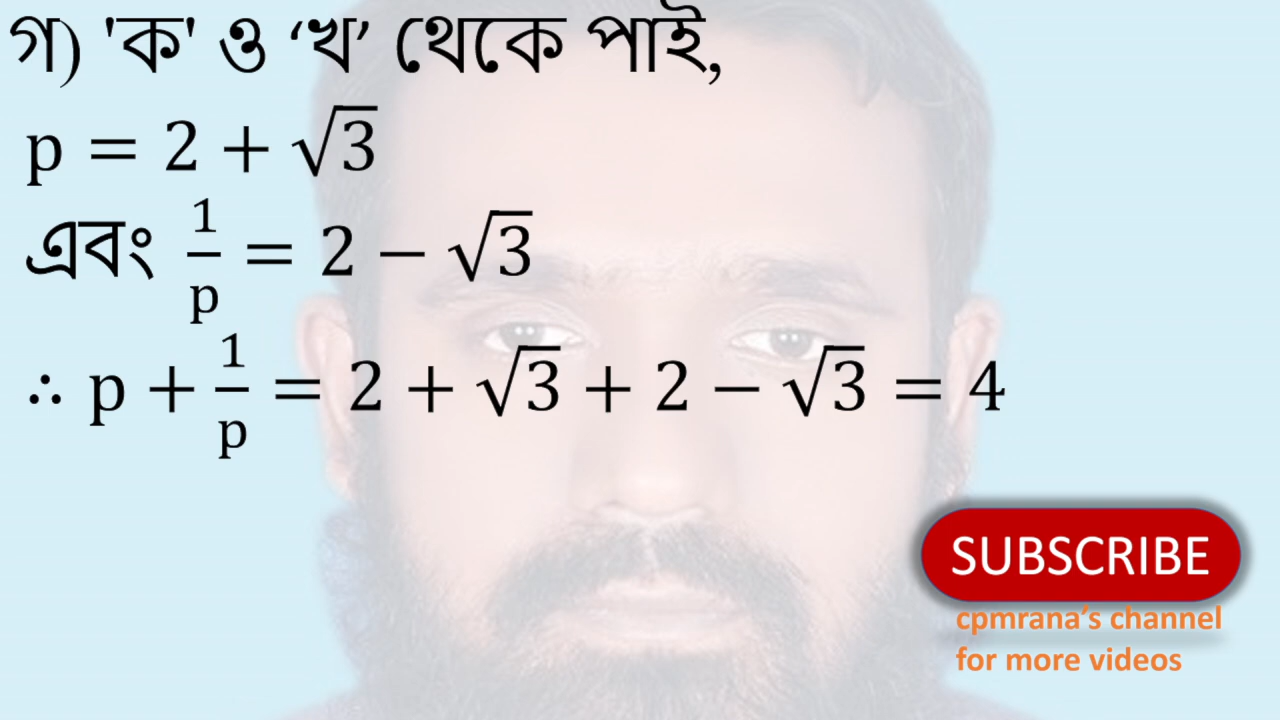 গ) 'ক' ও ‘খ’ থেকে পাই,
p = 2 + √3
এবং 1/p = 2 − √3
∴ p + 1/p = 2 + √3 + 2 − √3 = 4
SUBSCRIBE
cpmrana’s channel
for more videos